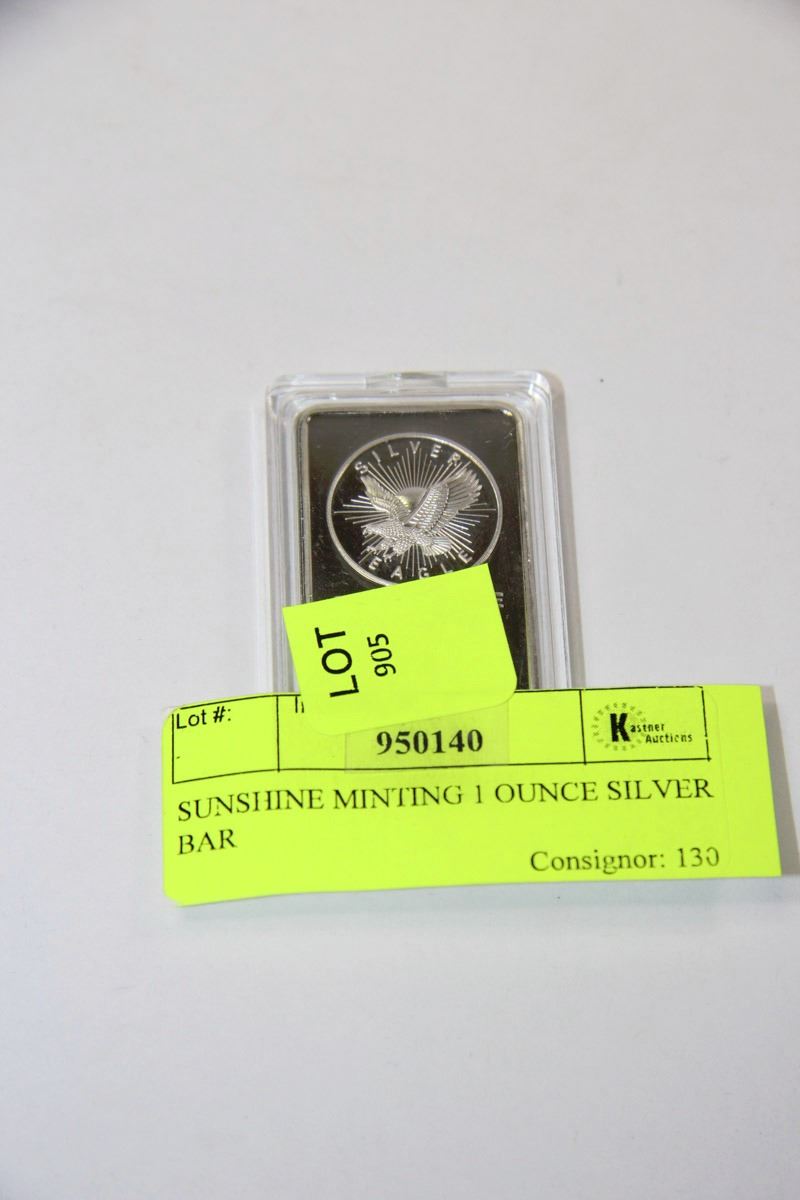 SILVER
EAGLE
LOT
905
Lot #:
950140
Kastner
Auctions
SUNSHINE MINTING 1 OUNCE SILVER
BAR
Consignor: 130